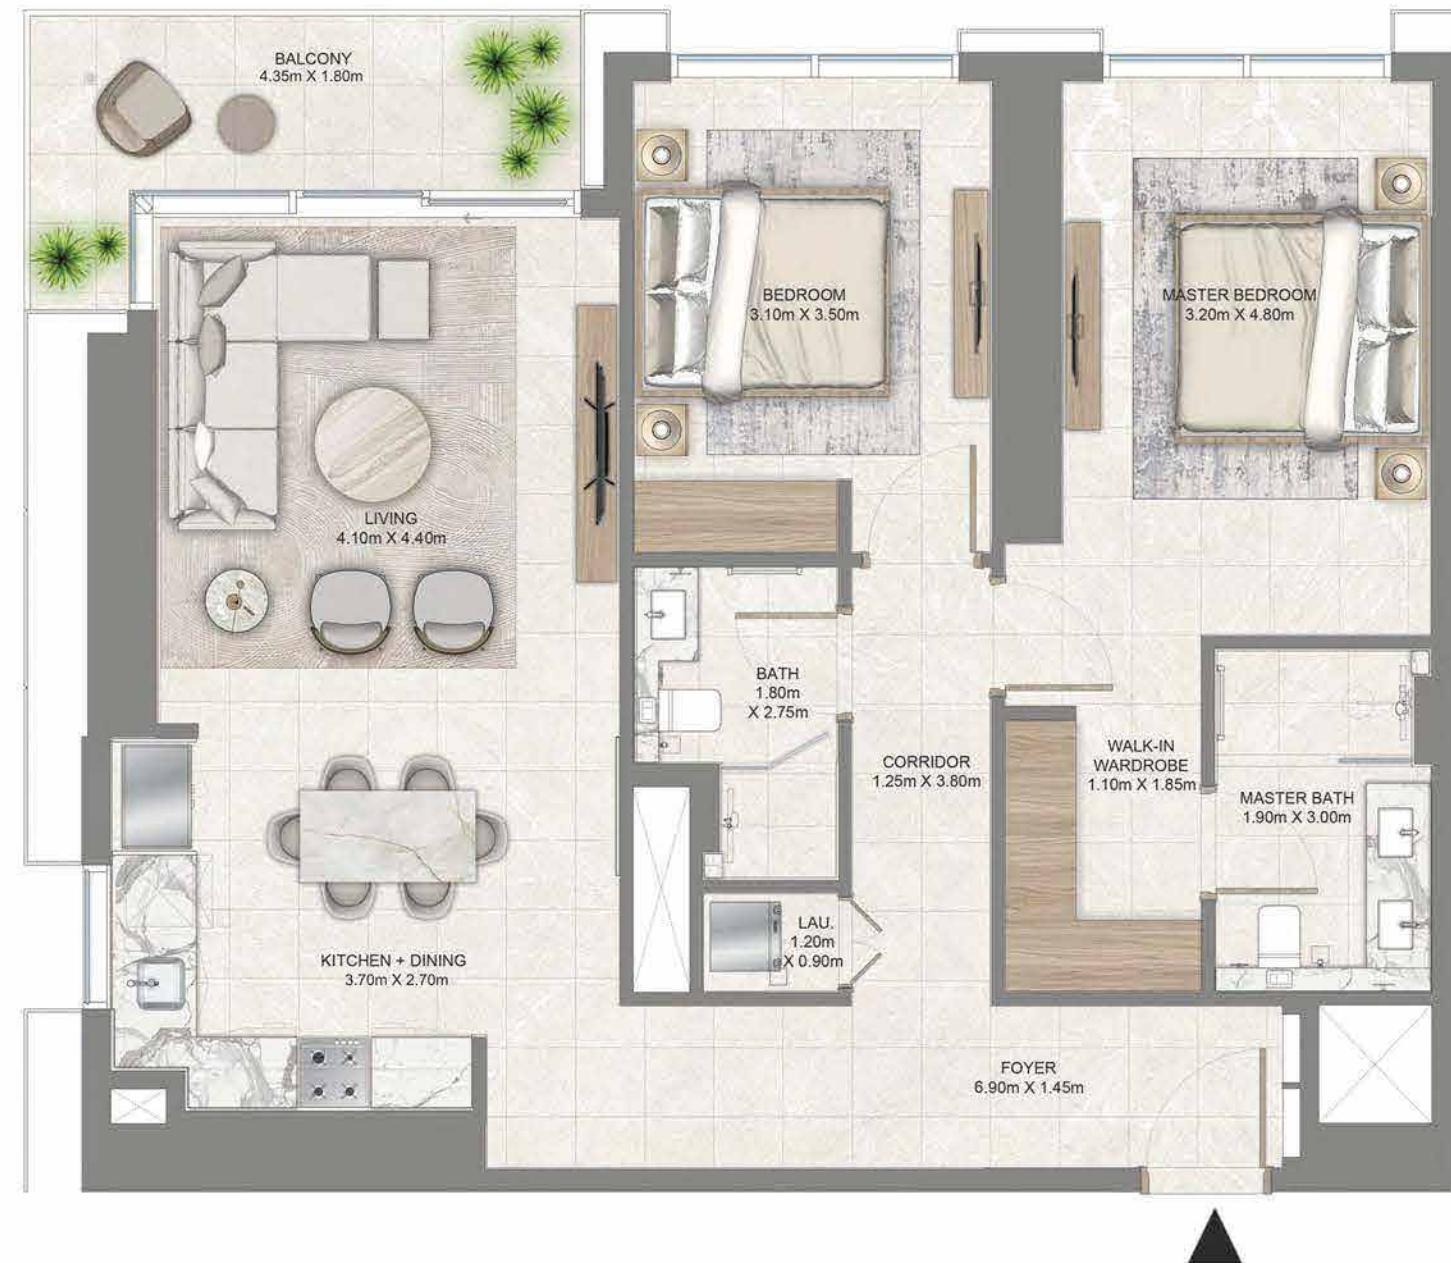 BALCONY
4.35m X 1.80m
BEDROOM
3.10m X 3.50m
MASTER BEDROOM
3.20m X 4.80m
LIVING
4.10m X 4.40m
BATH
1.80m
X 2.75m
CORRIDOR
1.25m X 3.80m
WALK-IN
WARDROBE
1.10m X 1.85m
MASTER BATH
1.90m X 3.00m
LAU.
1.20m
X 0.90m
KITCHEN + DINING
3.70m X 2.70m
FOYER
6.90m X 1.45m